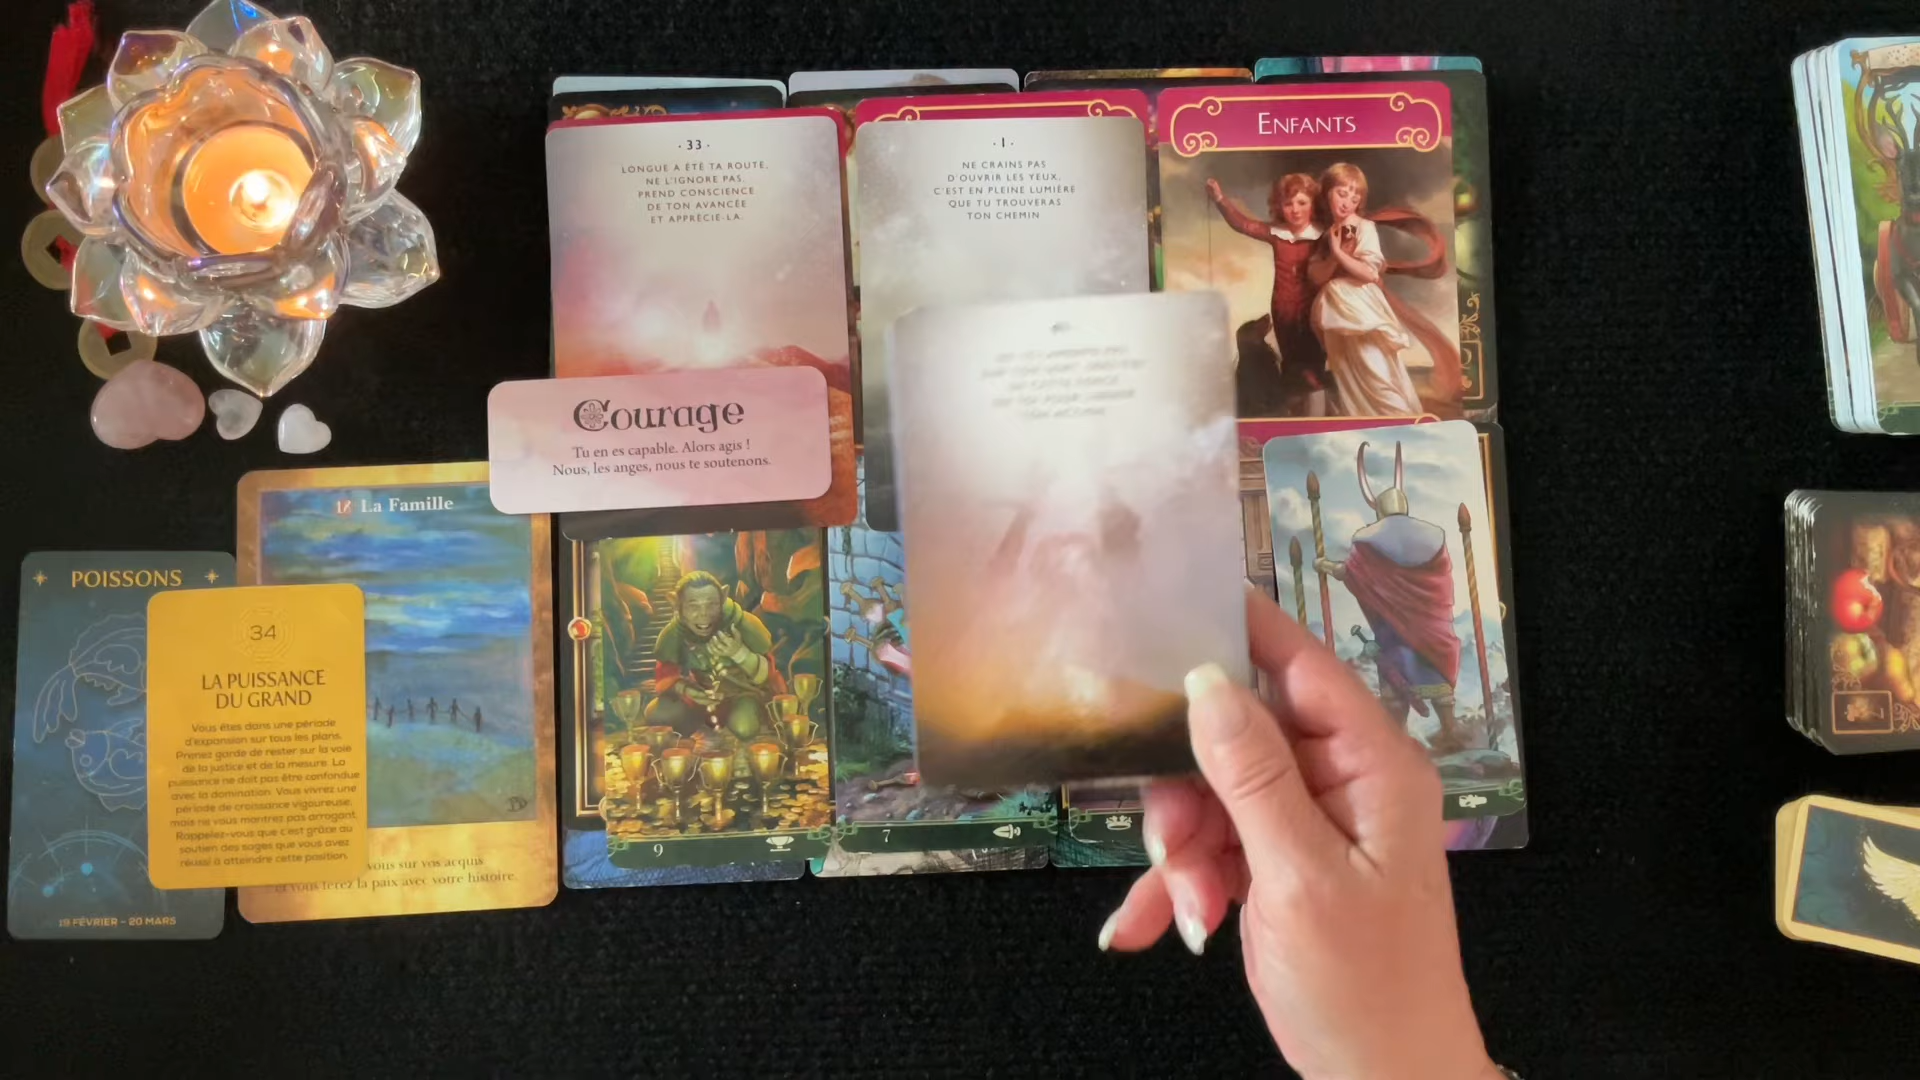 · 33 ·
LONGUE A ÉTÉ TA ROUTE,
NE L'IGNORE PAS.
PREND CONSCIENCE
DE TON AVANCÉE
ET APPRÉCIE-LA.
· I ·
NE CRAINS PAS
D'OUVRIR LES YEUX,
C'EST EN PLEINE LUMIÈRE
QUE TU TROUVERAS
TON CHEMIN
ENFANTS
Courage
Tu en es capable. Alors agis !
Nous, les anges, nous te soutenons.
La Famille
POISSONS
34
LA PUISSANCE
DU GRAND
Vous êtes dans une période
d'expansion sur tous les plans.
Prenez garde de rester sur la voie
de la justice et de la mesure. La
puissance ne doit pas être confondue
avec la domination. Vous vivrez une
période de croissance vigoureuse,
mais ne vous montrez pas arrogant.
Rappelez-vous que c'est grâce au
soutien des sages que vous avez
réussi à atteindre cette position.
vous sur vos acquis
et vous ferez la paix avec votre histoire.
19 FÉVRIER - 20 MARS
9
7